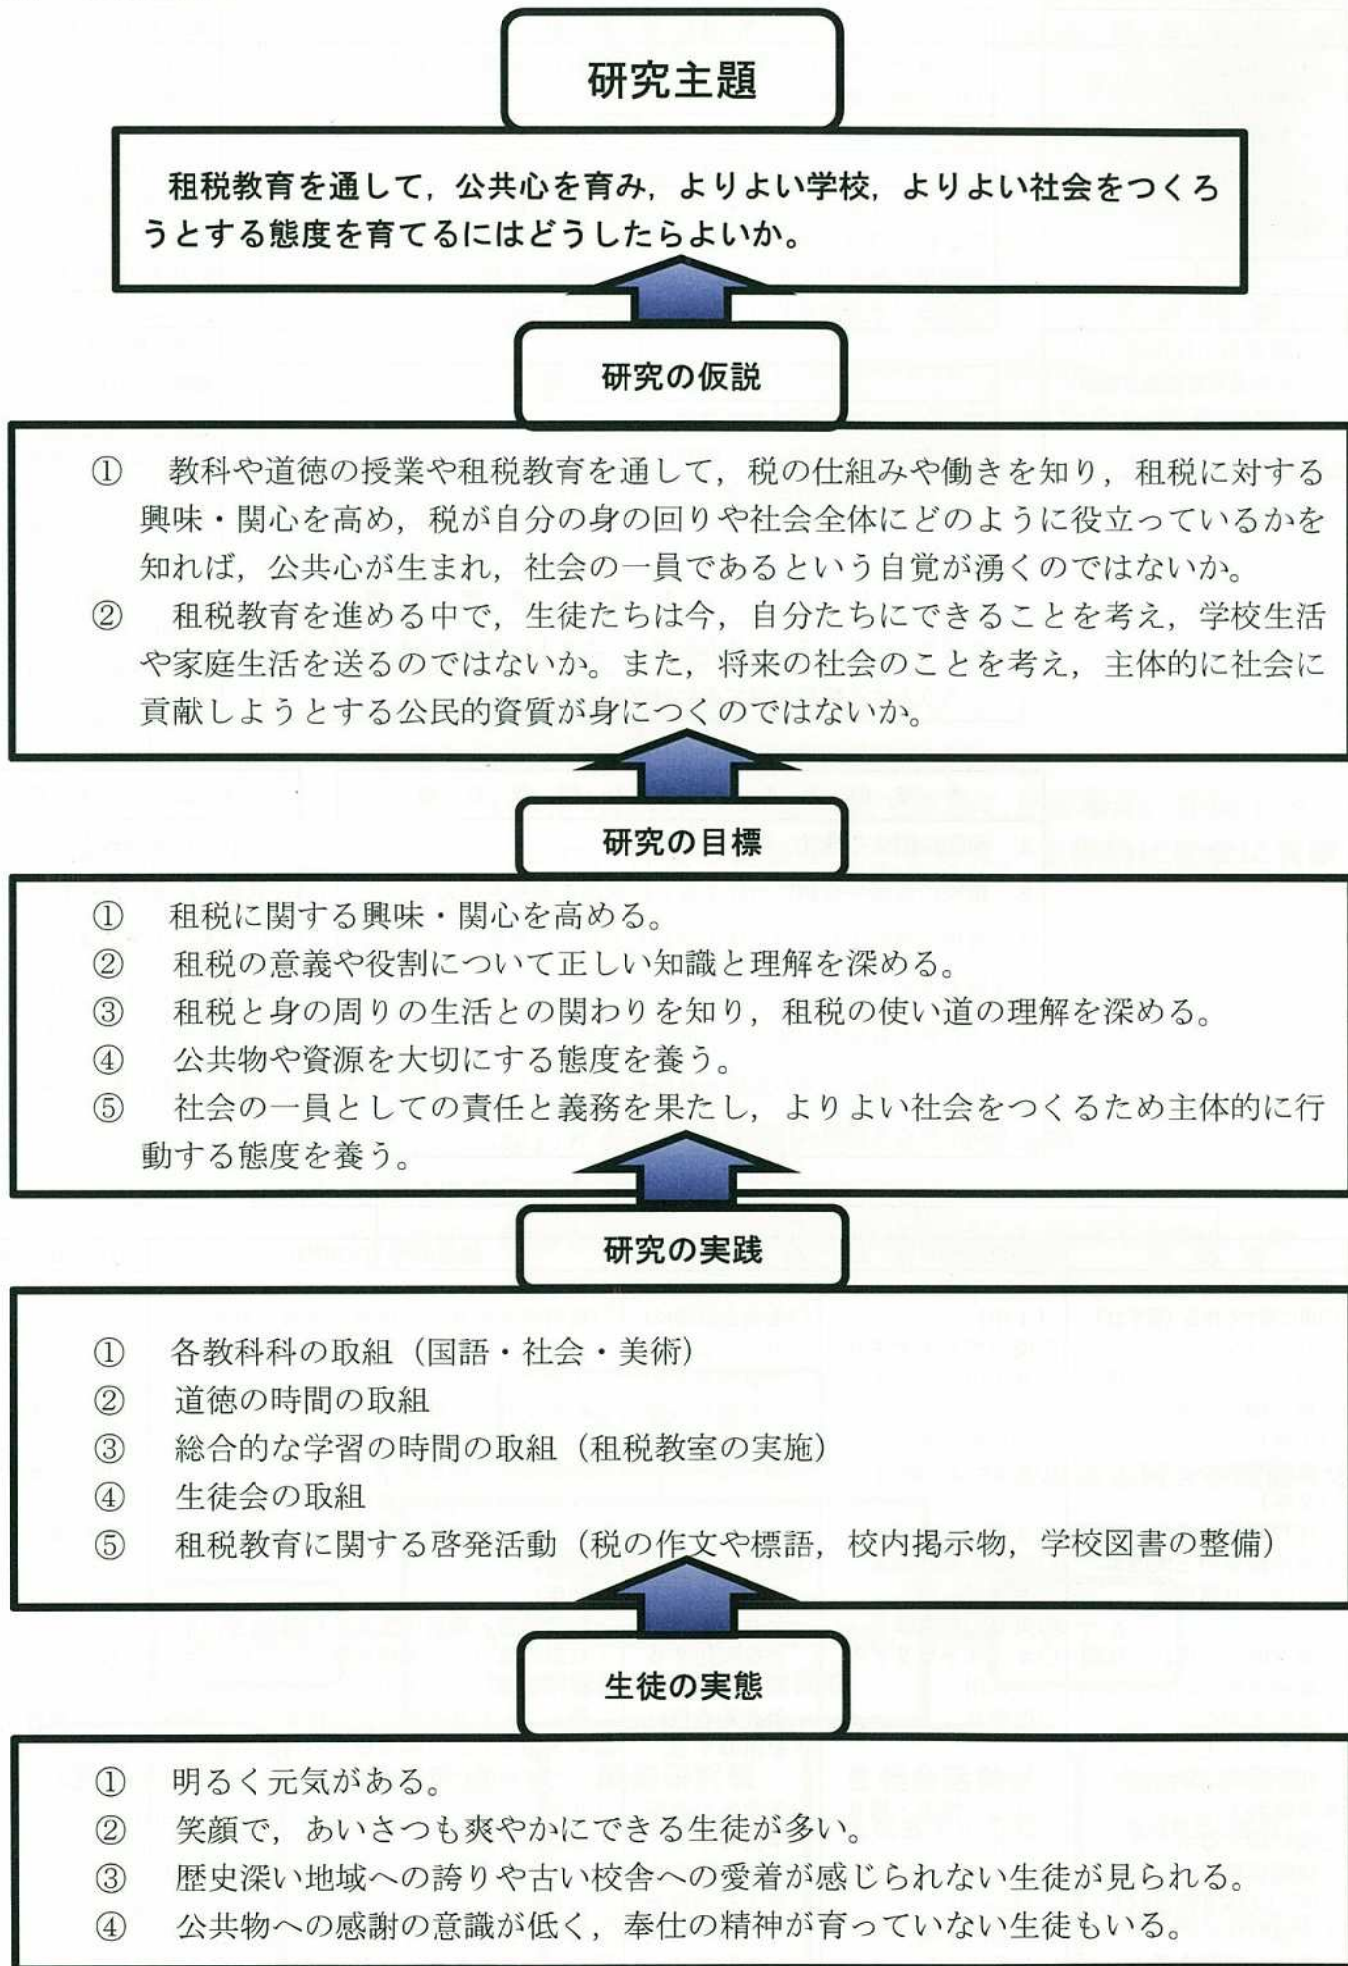 研究主題
租税教育を通して，公共心を育み，よりよい学校，よりよい社会をつくろ
うとする態度を育てるにはどうしたらよいか。
研究の仮説
①　教科や道徳の授業や租税教育を通して，税の仕組みや働きを知り，租税に対する
興味・関心を高め，税が自分の身の回りや社会全体にどのように役立っているかを
知れば，公共心が生まれ，社会の一員であるという自覚が湧くのではないか。
②　租税教育を進める中で，生徒たちは今，自分たちにできることを考え，学校生活
や家庭生活を送るのではないか。また，将来の社会のことを考え，主体的に社会に
貢献しようとする公民的資質が身につくのではないか。
研究の目標
①　租税に関する興味・関心を高める。
②　租税の意義や役割について正しい知識と理解を深める。
③　租税と身の周りの生活との関わりを知り，租税の使い道の理解を深める。
④　公共物や資源を大切にする態度を養う。
⑤　社会の一員としての責任と義務を果たし，よりよい社会をつくるため主体的に行
動する態度を養う。
研究の実践
①　各教科科の取組（国語・社会・美術）
②　道徳の時間の取組
③　総合的な学習の時間の取組（租税教室の実施）
④　生徒会の取組
⑤　租税教育に関する啓発活動（税の作文や標語，校内掲示物，学校図書の整備）
生徒の実態
①　明るく元気がある。
②　笑顔で，あいさつも爽やかにできる生徒が多い。
③　歴史深い地域への誇りや古い校舎への愛着が感じられない生徒が見られる。
④　公共物への感謝の意識が低く，奉仕の精神が育っていない生徒もいる。